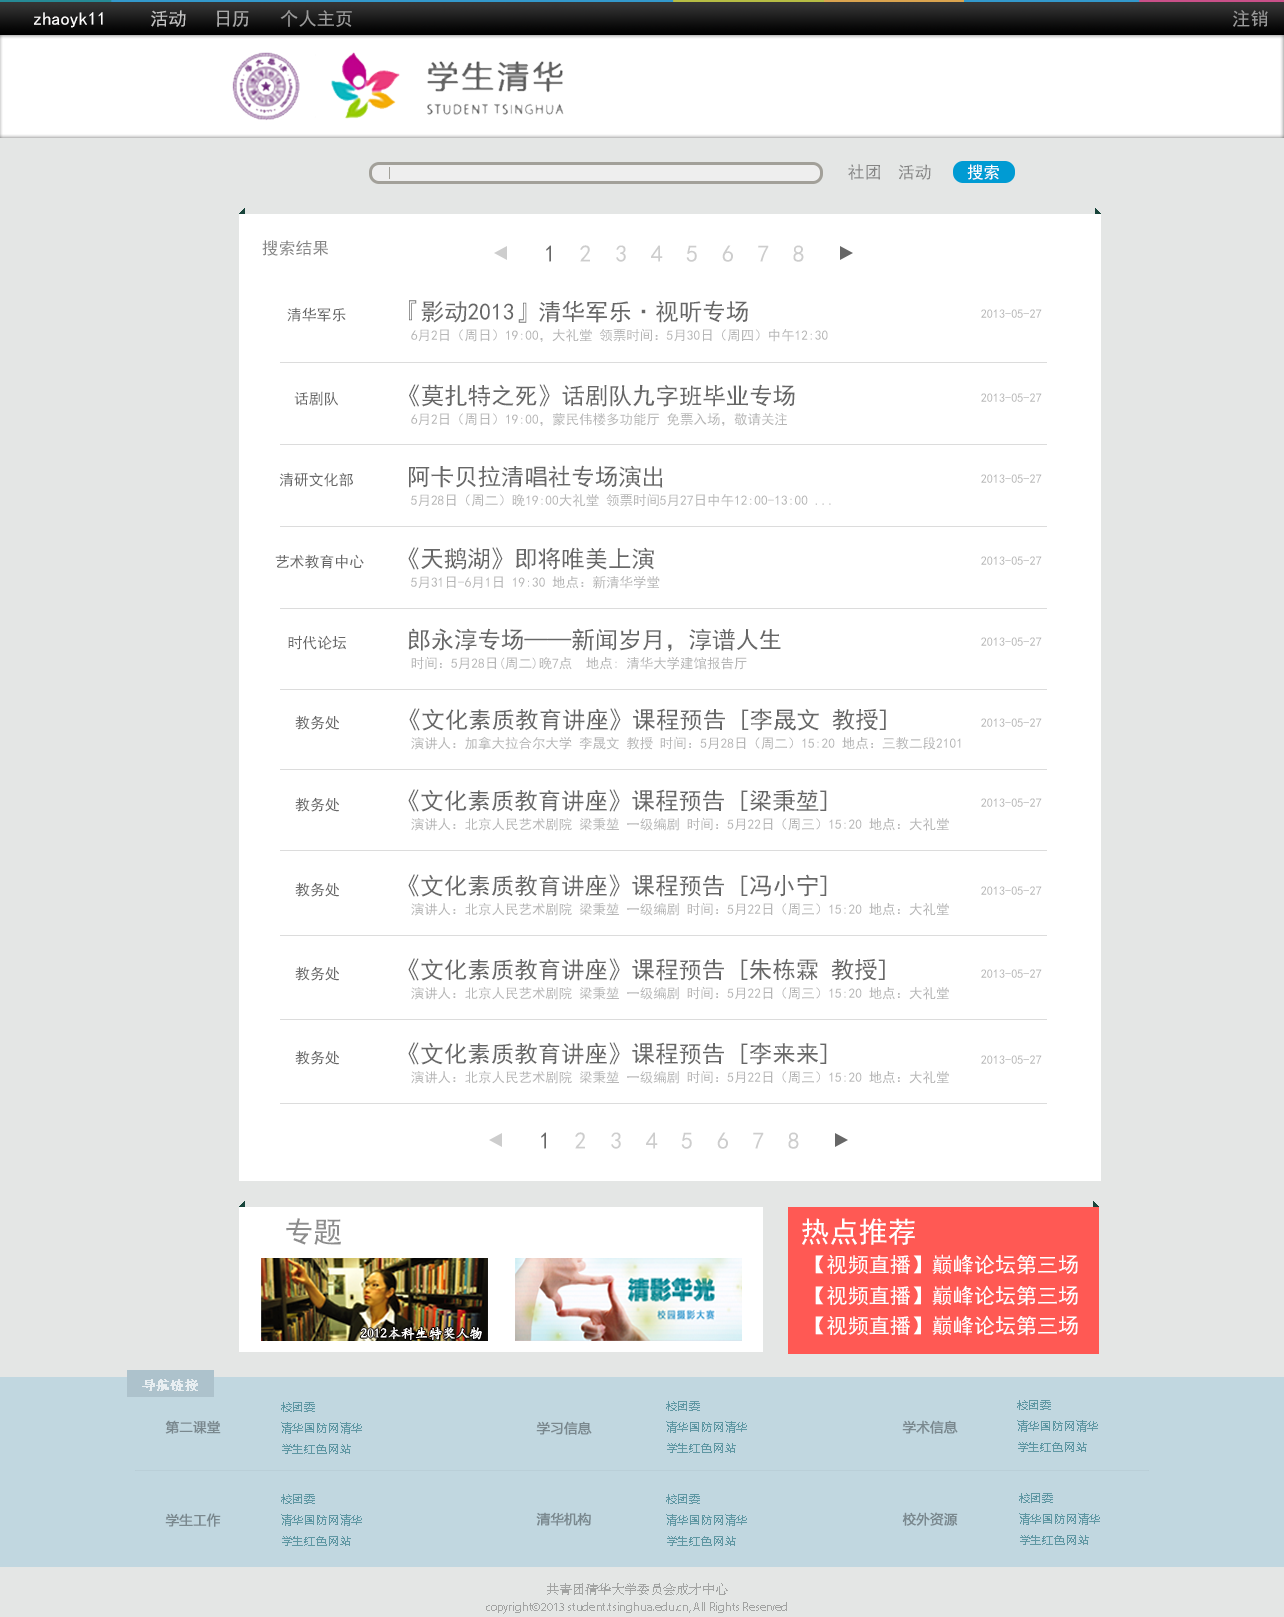 zhaoyk11 活动 日历 个人主页 注销
学生清华
STUDENT TSINGHUA
社团 活动 搜索
搜索结果
1 2 3 4 5 6 7 8
清华军乐 『影动2013』清华军乐·视听专场 2013-05-27
6月2日（周日）19:00，大礼堂 领票时间：5月30日（周四）中午12:30
话剧队 《莫扎特之死》话剧队九字班毕业专场 2013-05-27
6月2日（周日）19:00，蒙民伟楼多功能厅 免票入场，敬请关注
清研文化部 阿卡贝拉清唱社专场演出 2013-05-27
5月28日（周二）晚19:00大礼堂 领票时间5月27日中午12:00-13:00 ...
艺术教育中心 《天鹅湖》即将唯美上演 2013-05-27
5月31日-6月1日 19:30 地点：新清华学堂
时代论坛 郎永淳专场——新闻岁月，淳谱人生 2013-05-27
时间：5月28日(周二)晚7点 地点: 清华大学建馆报告厅
教务处 《文化素质教育讲座》课程预告 [李晟文 教授] 2013-05-27
演讲人：加拿大拉合尔大学 李晟文 教授 时间：5月28日（周二）15:20 地点：三教二段2101
教务处 《文化素质教育讲座》课程预告 [梁秉堃] 2013-05-27
演讲人：北京人民艺术剧院 梁秉堃 一级编剧 时间：5月22日（周三）15:20 地点：大礼堂
教务处 《文化素质教育讲座》课程预告 [冯小宁] 2013-05-27
演讲人：北京人民艺术剧院 梁秉堃 一级编剧 时间：5月22日（周三）15:20 地点：大礼堂
教务处 《文化素质教育讲座》课程预告 [朱栋霖 教授] 2013-05-27
演讲人：北京人民艺术剧院 梁秉堃 一级编剧 时间：5月22日（周三）15:20 地点：大礼堂
教务处 《文化素质教育讲座》课程预告 [李来来] 2013-05-27
演讲人：北京人民艺术剧院 梁秉堃 一级编剧 时间：5月22日（周三）15:20 地点：大礼堂
1 2 3 4 5 6 7 8
专题
2012本科生特奖人物
清影华光
校园摄影大赛
热点推荐
【视频直播】巅峰论坛第三场
【视频直播】巅峰论坛第三场
【视频直播】巅峰论坛第三场
导航链接
第二课堂
校团委
清华国防网清华
学生红色网站
学习信息
校团委
清华国防网清华
学生红色网站
学术信息
校团委
清华国防网清华
学生红色网站
学生工作
校团委
清华国防网清华
学生红色网站
清华机构
校团委
清华国防网清华
学生红色网站
校外资源
校团委
清华国防网清华
学生红色网站
共青团清华大学委员会成才中心
copyright©2013 student.tsinghua.edu.cn, All Rights Reserved